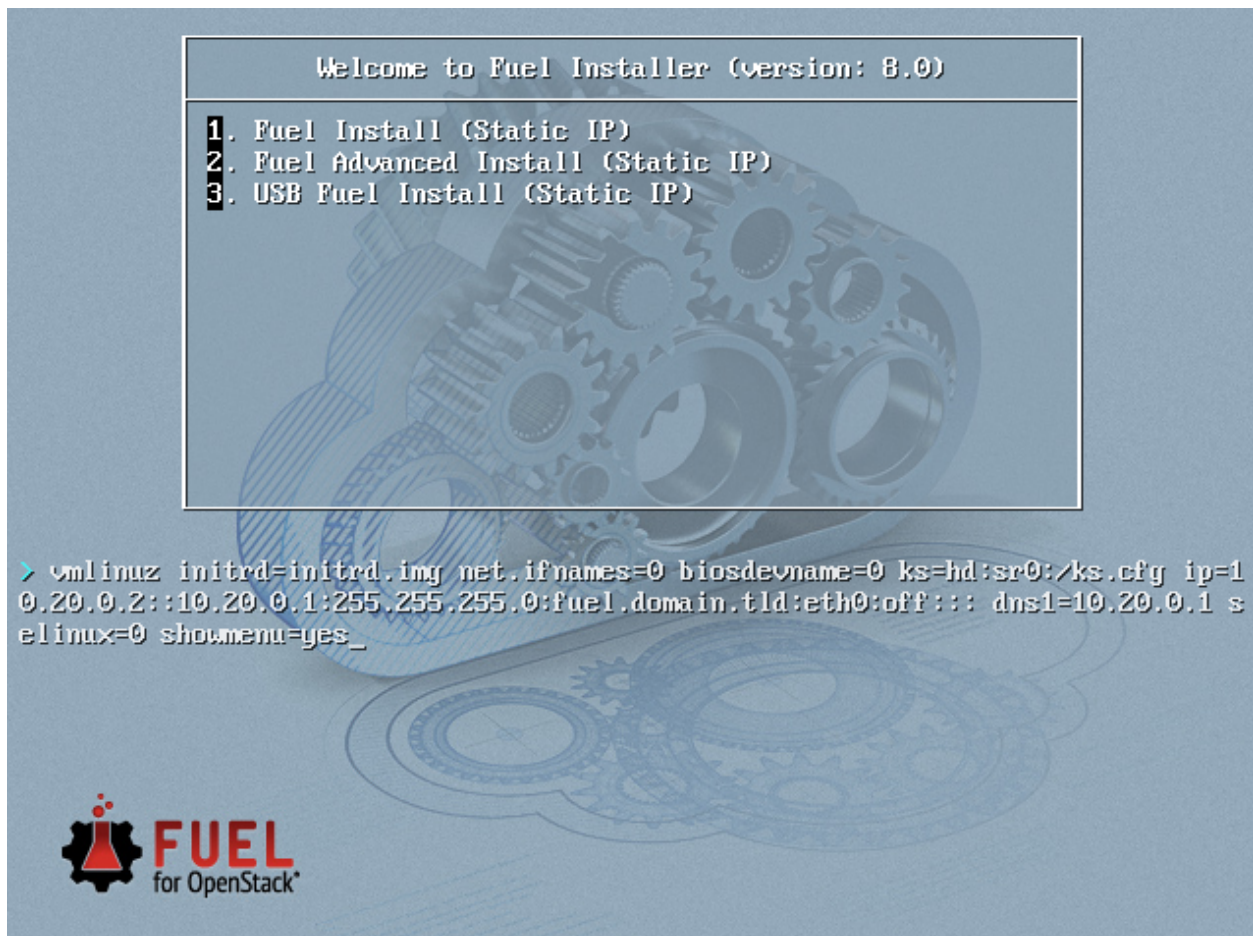 Welcome to Fuel Installer (version: 8.0)
1. Fuel Install (Static IP)
2. Fuel Advanced Install (Static IP)
3. USB Fuel Install (Static IP)
> vmlinuz initrd=initrd.img net.ifnames=0 biosdevname=0 ks=hd:sr0:/ks.cfg ip=1
0.20.0.2::10.20.0.1:255.255.255.0:fuel.domain.tld:eth0:off::: dns1=10.20.0.1 s
elinux=0 showmenu=yes_
FUEL
for OpenStack*